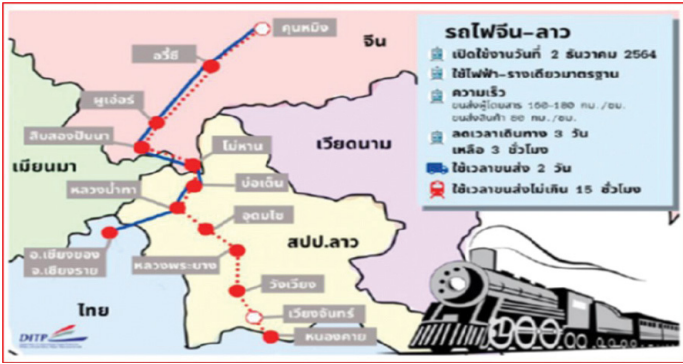 คุนหมิง
จีน
อวี้ซี
ผูเอ่อร์
สิบสองปันนา
โม่หาน
เวียดนาม
เมียนมา
บ่อเต็น
หลวงน้ำทา
อุดมไซ
สปป.ลาว
อ.เชียงของ
จ.เชียงราย
หลวงพระบาง
วังเวียง
ไทย
เวียงจันทร์
หนองคาย
DITP
รถไฟจีน-ลาว
เปิดใช้งานวันที่ 2 ธันวาคม 2564
ใช้ไฟฟ้า-รางเดียวมาตรฐาน
ความเร็ว
ขนส่งผู้โดยสาร 160-180 กม./ชม.
ขนส่งสินค้า 80 กม./ชม.
ลดเวลาเดินทาง 3 วัน
เหลือ 3 ชั่วโมง
ใช้เวลาขนส่ง 2 วัน
ใช้เวลาขนส่งไม่เกิน 15 ชั่วโมง